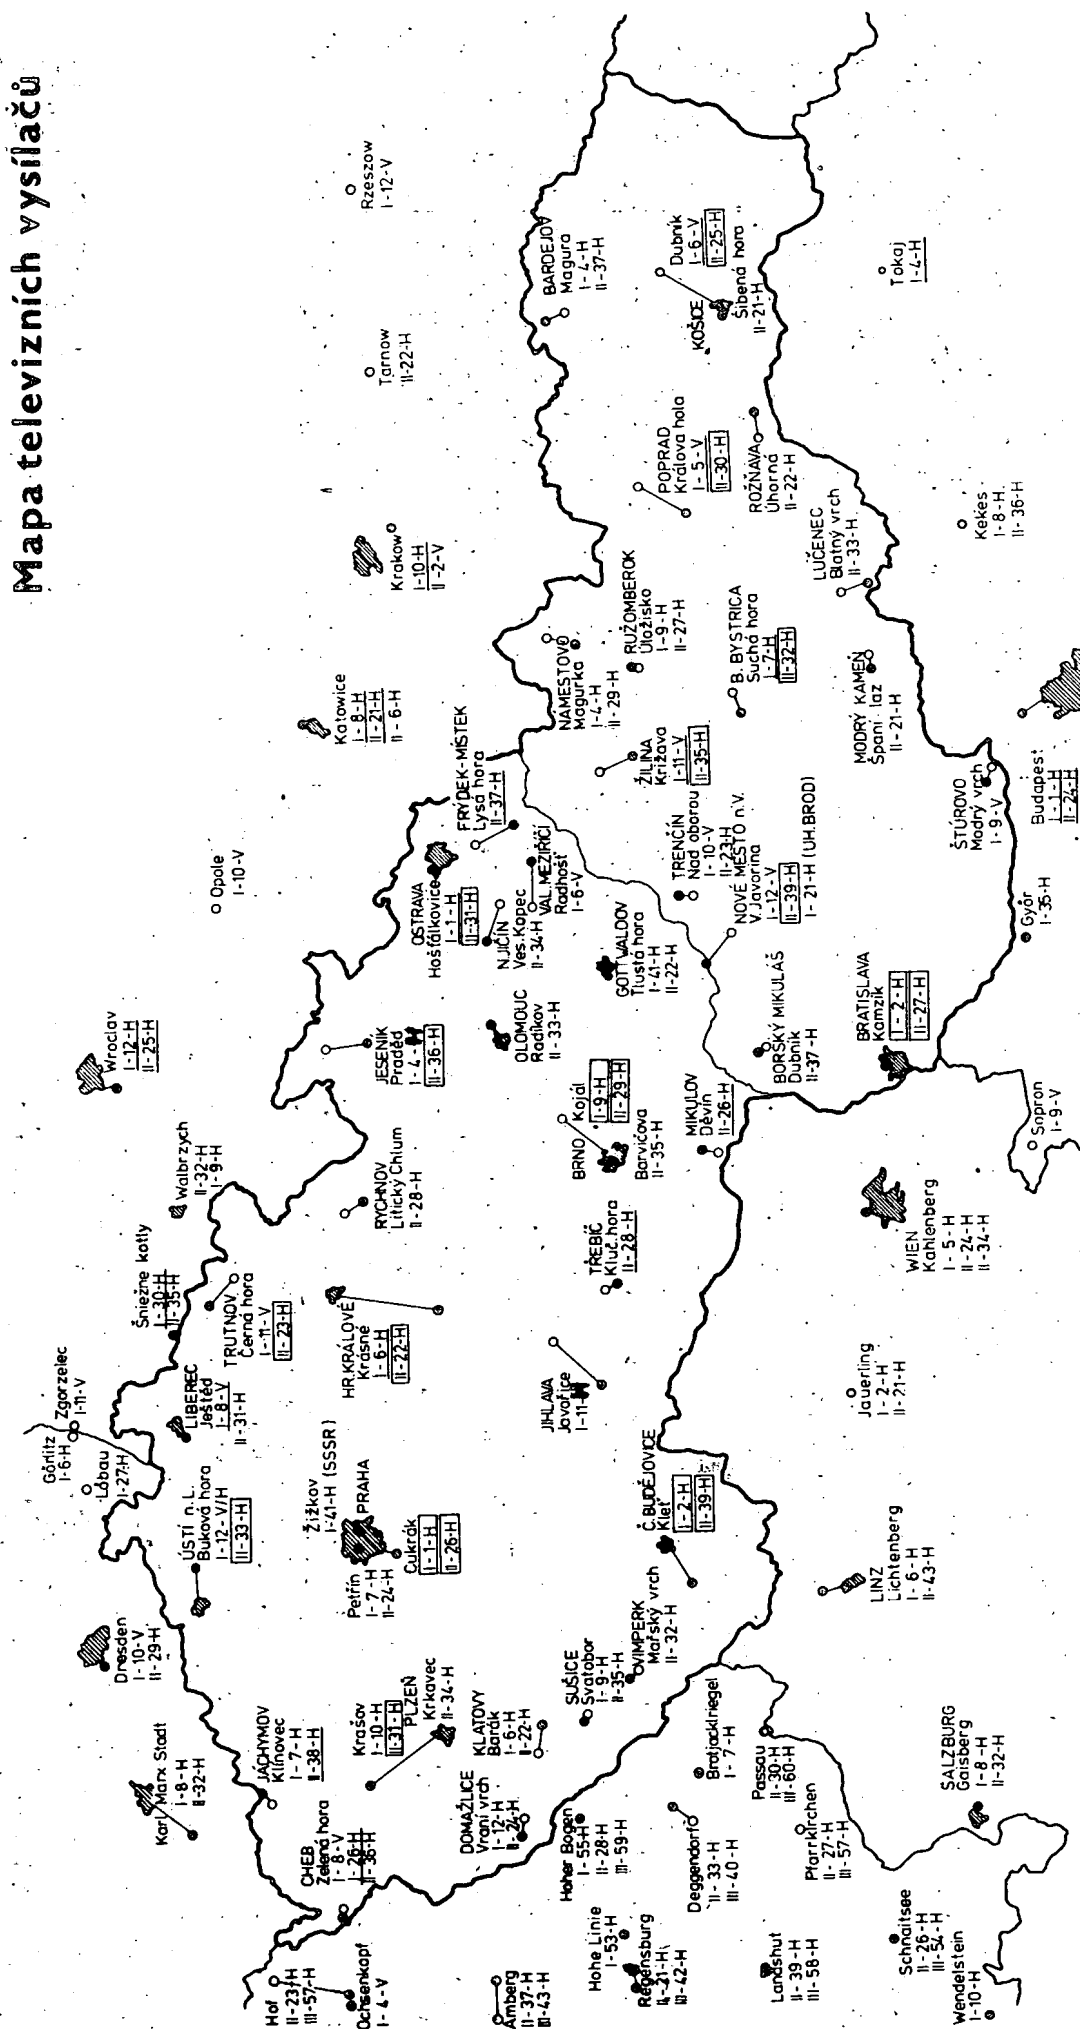 Mapa televizních vysílačů
Hof
II-23-H
III-57-H
Ochsenkopf
I-4-V
Amberg
II-37-H
III-43-H
Hohe Linie
I-53-H
Regensburg
II-21-H
III-42-H
Landshut
II-39-H
III-58-H
Schnaitsee
II-26-H
III-54-H
Wendelstein
I-10-H
Karl Marx Stadt
I-8-H
II-32-H
CHEB
Zelená hora
I-8-V
I-26-H
II-36-H
JÁCHYMOV
Klínovec
I-7-H
II-38-H
DOMAŽLICE
Vraní vrch
I-12-H
II-24-H
Hoher Bogen
I-55-H
II-28-H
III-59-H
Deggendorf
II-33-H
III-40-H
Pfarrkirchen
II-27-H
III-57-H
Passau
II-30-H
III-60-H
Brotjacklriegel
I-7-H
SALZBURG
Gaisberg
I-8-H
II-32-H
Krašov
I-10-H
II-31-H
PLZEŇ
Krkavec
II-34-H
KLATOVY
Barák
I-6-H
II-22-H
SUŠICE
Svatobor
I-9-H
II-35-H
VIMPERK
Mařský vrch
II-32-H
Dresden
I-10-V
II-29-H
ÚSTÍ n.L.
Buková hora
I-12-V/H
II-33-H
Petřín
I-7-H
II-24-H
Žižkov
I-41-H (SSSR)
PRAHA
Cukrák
I-1-H
II-26-H
Č.BUDĚJOVICE
Kleť
I-2-H
II-39-H
LINZ
Lichtenberg
I-6-H
II-43-H
Löbau
I-27-H
Görlitz
I-6-H
Zgorzelec
I-11-V
LIBEREC
Ještěd
I-8-V
II-31-H
Śnieżne kotly
I-30-H
II-35-H
TRUTNOV
Černá hora
I-11-V
II-23-H
HR.KRÁLOVÉ
Krásné
I-6-H
II-22-H
JIHLAVA
Javořice
I-11
Jauerling
I-2-H
II-21-H
Walbrzych
II-32-H
I-9-H
RYCHNOV
Litický Chlum
II-28-H
TŘEBÍČ
Kluč.hora
II-28-H
WIEN
Kahlenberg
I-5-H
II-24-H
II-34-H
Wroclav
I-12-H
II-25-H
JESENÍK
Praděd
I-4-
II-36-H
BRNO
Kojál
I-9-H
II-29-H
Barvičova
II-35-H
MIKULOV
Děvín
II-26-H
Sopron
I-9-V
OLOMOUC
Radíkov
II-33-H
BORSKÝ MIKULÁŠ
Dubník
II-37-H
BRATISLAVA
Kamzík
I-2-H
II-27-H
Opole
I-10-V
OSTRAVA
Hošťálkovice
I-1-H
II-31-H
N.JIČÍN
Ves.Kopec
II-34-H
VAL.MEZIŘÍČÍ
Radhošť
I-6-V
GOTTWALDOV
Tlustá hora
I-41-H
II-22-H
NOVÉ MESTO n.V.
V.Javorina
I-12-V
II-39-H
I-21-H (UH.BROD)
TRENČÍN
Nad oborou
I-10-V
II-23-H
Györ
I-35-H
FRÝDEK-MÍSTEK
Lysá hora
II-37-H
ŽILINA
Križava
I-11-V
II-35-H
ŠTÚROVO
Modrý vrch
I-9-V
Budapest
I-1-H
II-24-H
Katowice
I-8-H
II-21-H
II-6-H
NÁMESTOVO
Magurka
I-4-H
II-29-H
RUŽOMBEROK
Úložisko
I-9-H
II-27-H
B. BYSTRICA
Suchá hora
I-7-H
II-32-H
MODRÝ KAMEŇ
Španí laz
II-21-H
Krakow
I-10-H
II-2-V
LUČENEC
Blatný vrch
II-33-H
Kekes
I-8-H
II-36-H
POPRAD
Králova hola
I-5-V
II-30-H
ROŽŇAVA
Úhorná
II-22-H
Tarnow
II-22-H
BARDEJOV
Magura
I-4-H
II-37-H
KOŠICE
Dubník
I-6-V
II-25-H
Šibená hora
II-21-H
Rzeszow
I-12-V
Tokaj
I-4-H